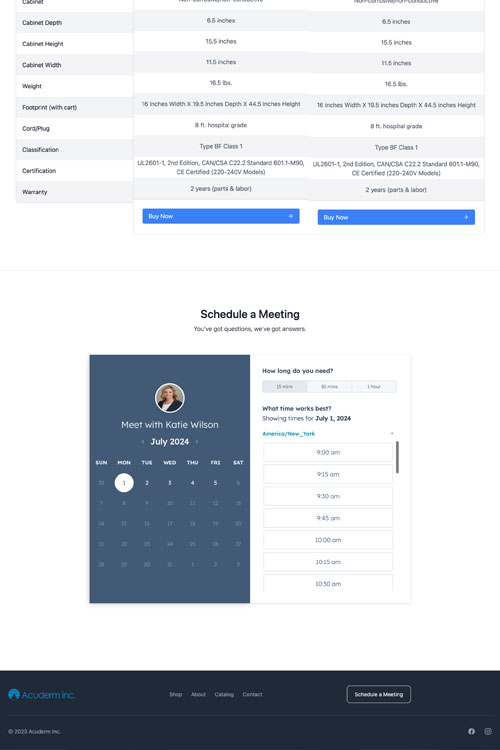 Cabinet Non-corrosive/non-conductive Non-corrosive/non-conductive
Cabinet Depth 6.5 inches 6.5 inches
Cabinet Height 15.5 inches 15.5 inches
Cabinet Width 11.5 inches 11.5 inches
Weight 16.5 lbs. 16.5 lbs.
Footprint (with cart) 16 inches Width X 19.5 inches Depth X 44.5 inches Height 16 inches Width X 19.5 inches Depth X 44.5 inches Height
Cord/Plug 8 ft. hospital grade 8 ft. hospital grade
Classification Type BF Class 1 Type BF Class 1
Certification UL2601-1, 2nd Edition, CAN/CSA C22.2 Standard 601.1-M90, UL2601-1, 2nd Edition, CAN/CSA C22.2 Standard 601.1-M90,
CE Certified (220-240V Models) CE Certified (220-240V Models)
Warranty 2 years (parts & labor) 2 years (parts & labor)
Buy Now → Buy Now →
Schedule a Meeting
You've got questions, we've got answers.
Meet with Katie Wilson
‹ July 2024 ›
SUN MON TUE WED THU FRI SAT
30 1 2 3 4 5 6
7 8 9 10 11 12 13
14 15 16 17 18 19 20
21 22 23 24 25 26 27
28 29 30 31 1 2 3
How long do you need?
15 mins 30 mins 1 hour
What time works best?
Showing times for July 1, 2024
America/New_York
9:00 am
9:15 am
9:30 am
9:45 am
10:00 am
10:15 am
10:30 am
Acuderm inc.
Shop About Catalog Contact
Schedule a Meeting
© 2023 Acuderm Inc.